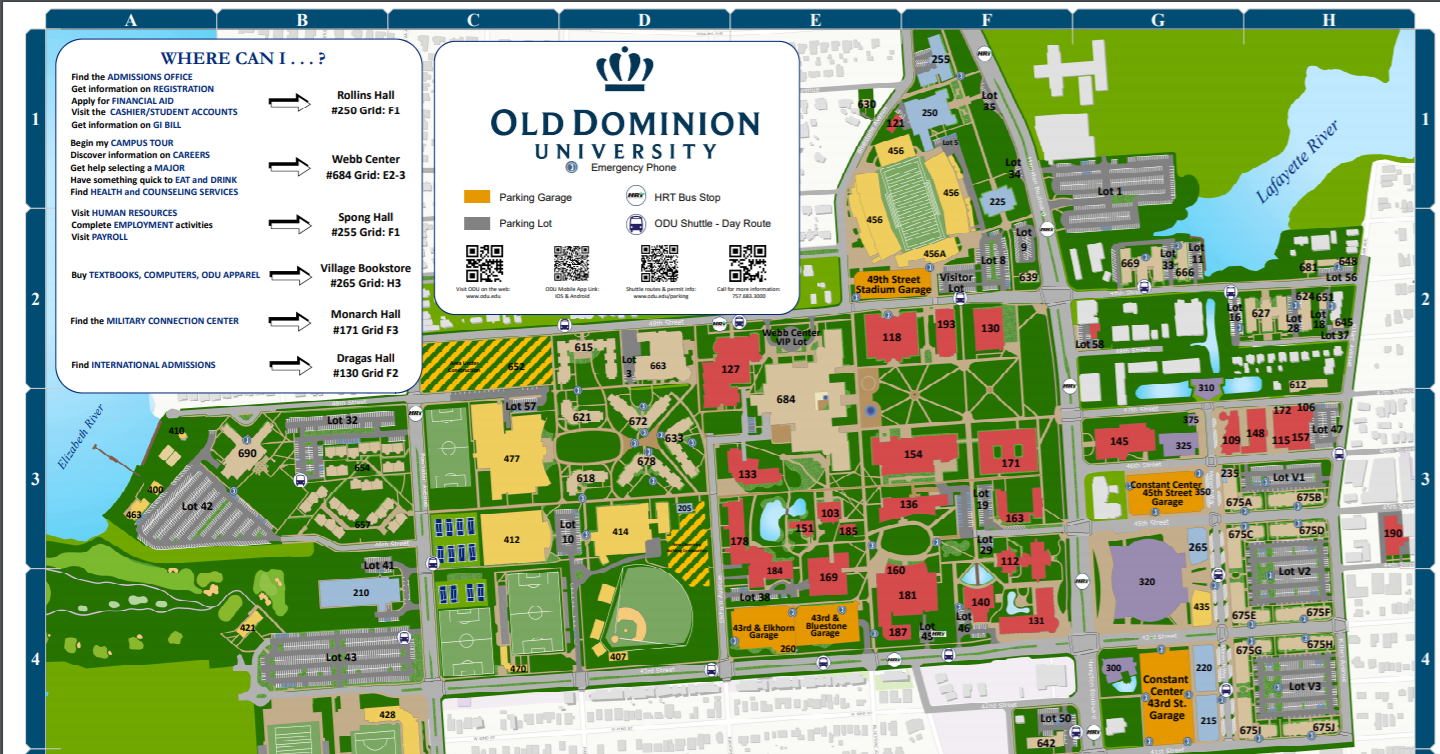 A B C D E F G H
WHERE CAN I . . . ?
Find the ADMISSIONS OFFICE
Get information on REGISTRATION
Apply for FINANCIAL AID
Visit the CASHIER/STUDENT ACCOUNTS
Get information on GI BILL
Rollins Hall
#250 Grid: F1
Begin my CAMPUS TOUR
Discover information on CAREERS
Get help selecting a MAJOR
Have something quick to EAT and DRINK
Find HEALTH and COUNSELING SERVICES
Webb Center
#684 Grid: E2-3
Visit HUMAN RESOURCES
Complete EMPLOYMENT activities
Visit PAYROLL
Spong Hall
#255 Grid: F1
Buy TEXTBOOKS, COMPUTERS, ODU APPAREL
Village Bookstore
#265 Grid: H3
Find the MILITARY CONNECTION CENTER
Monarch Hall
#171 Grid F3
Find INTERNATIONAL ADMISSIONS
Dragas Hall
#130 Grid F2
OLD DOMINION
UNIVERSITY
Emergency Phone
Parking Garage
HRT Bus Stop
Parking Lot
ODU Shuttle - Day Route
Visit ODU on the web:
www.odu.edu
ODU Mobile App Link:
iOS & Android
Shuttle routes & permit info:
www.odu.edu/parking
Call for more information:
757.683.3000
1
1
255
Lot
35
630
121
250
Lot 5
456
456
456
456A
Lot
34
225
Lot 1
Lafayette River
2
2
Lot
9
Lot 8
639
49th Street
Stadium Garage
Visitor
Lot
669
Lot
33
666
Lot
11
681
648
Lot 56
Lot
16
627
624
651
Lot
28
Lot
18
645
Lot 37
Lot 58
49th Street
Webb Center
VIP Lot
118
193
130
652
615
Lot
3
663
127
684
310
612
3
3
Elizabeth River
410
690
Lot 32
654
400
463
Lot 42
657
Lot 57
477
621
672
633
678
618
133
154
171
145
325
375
109
148
172
106
115
157
Lot 47
Constant Center
45th Street
Garage
350
235
Lot V1
675A
675B
412
Lot
10
414
205
178
151
103
185
136
Lot
19
163
Lot
29
112
675C
675D
265
190
4
4
Lot 41
210
421
Lot 43
428
470
407
43rd Street
184
169
160
181
Lot 38
43rd & Elkhorn
Garage
43rd &
Bluestone
Garage
260
187
Lot
45
Lot
46
140
131
320
435
Lot V2
675E
675F
675G
675H
300
Constant
Center
43rd St.
Garage
220
215
Lot V3
675I
675J
Lot 50
642